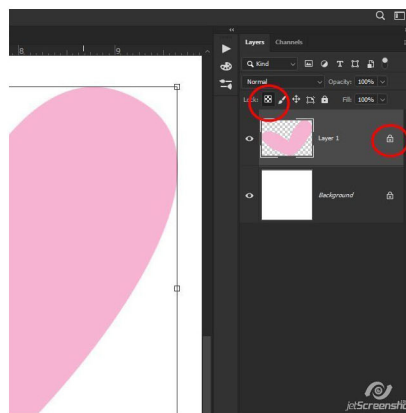 8 9
Layers Channels
Kind T
Normal Opacity: 100%
Lock: Fill: 100%
Layer 1
Background
jetScreenshot